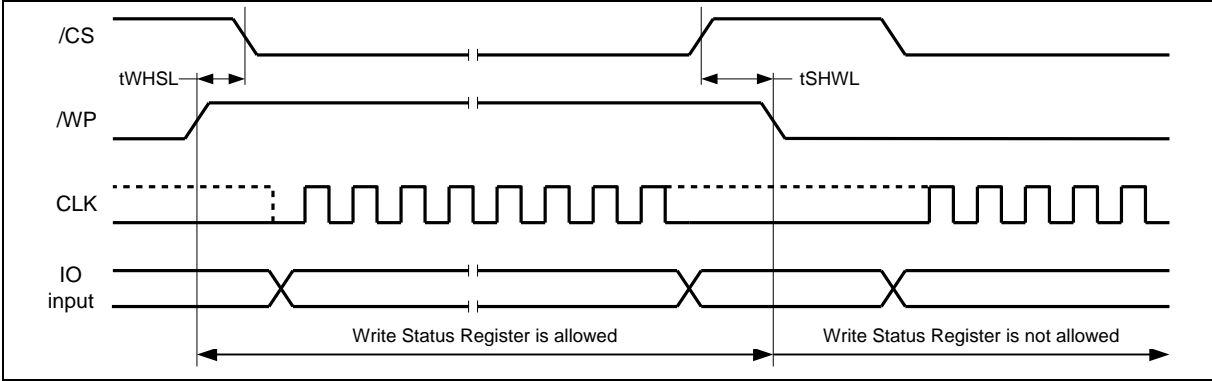 /CS
tWHSL
tSHWL
/WP
CLK
IO
input
Write Status Register is allowed
Write Status Register is not allowed